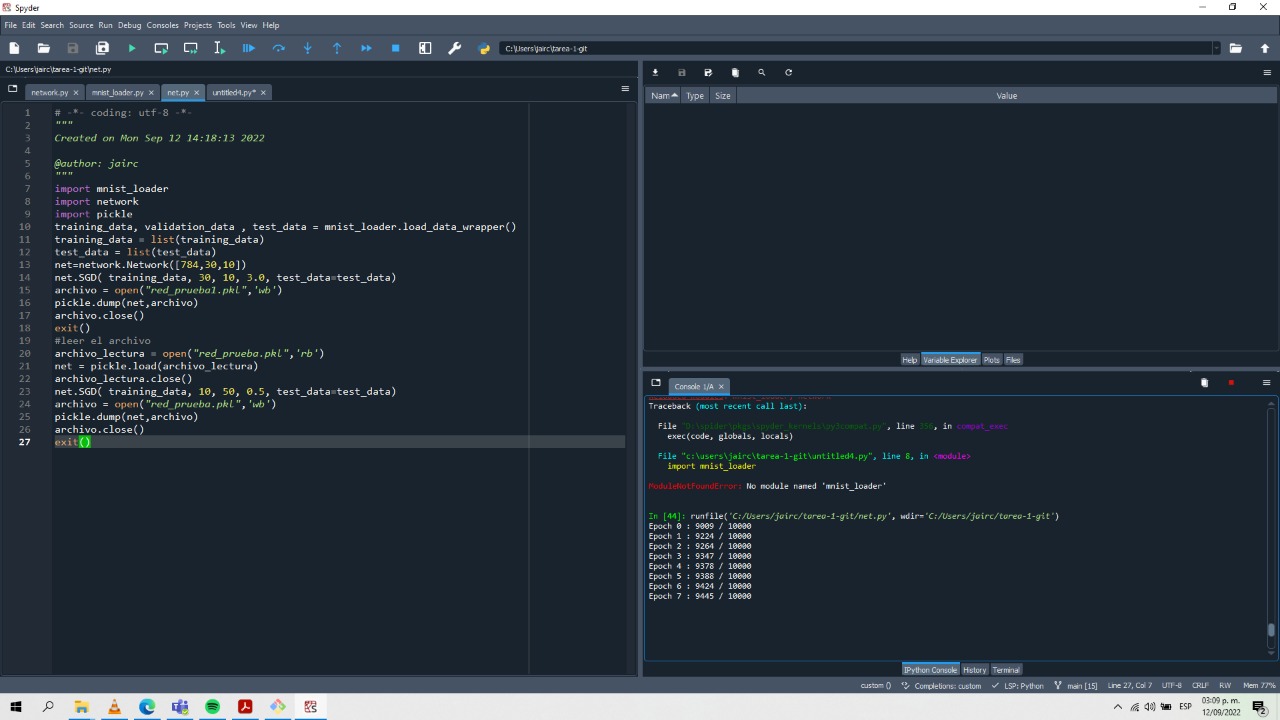 Spyder
File Edit Search Source Run Debug Consoles Projects Tools View Help
C:\Users\jairc\tarea-1-git
C:\Users\jairc\tarea-1-git\net.py
network.py mnist_loader.py net.py untitled4.py*
1 # -*- coding: utf-8 -*-
2 """
3 Created on Mon Sep 12 14:18:13 2022
4
5 @author: jairc
6 """
7 import mnist_loader
8 import network
9 import pickle
10 training_data, validation_data , test_data = mnist_loader.load_data_wrapper()
11 training_data = list(training_data)
12 test_data = list(test_data)
13 net=network.Network([784,30,10])
14 net.SGD( training_data, 30, 10, 3.0, test_data=test_data)
15 archivo = open("red_prueba1.pkl",'wb')
16 pickle.dump(net,archivo)
17 archivo.close()
18 exit()
19 #leer el archivo
20 archivo_lectura = open("red_prueba.pkl",'rb')
21 net = pickle.load(archivo_lectura)
22 archivo_lectura.close()
23 net.SGD( training_data, 10, 50, 0.5, test_data=test_data)
24 archivo = open("red_prueba.pkl",'wb')
25 pickle.dump(net,archivo)
26 archivo.close()
27 exit()
Nam Type Size Value
Help Variable Explorer Plots Files
Console 1/A
Traceback (most recent call last):
File "D:\spider\pkgs\spyder_kernels\py3compat.py", line 356, in compat_exec
exec(code, globals, locals)
File "c:\users\jairc\tarea-1-git\untitled4.py", line 8, in <module>
import mnist_loader
ModuleNotFoundError: No module named 'mnist_loader'
In [44]: runfile('C:/Users/jairc/tarea-1-git/net.py', wdir='C:/Users/jairc/tarea-1-git')
Epoch 0 : 9009 / 10000
Epoch 1 : 9224 / 10000
Epoch 2 : 9264 / 10000
Epoch 3 : 9347 / 10000
Epoch 4 : 9378 / 10000
Epoch 5 : 9388 / 10000
Epoch 6 : 9424 / 10000
Epoch 7 : 9445 / 10000
IPython Console History Terminal
custom () Completions: custom LSP: Python main [15] Line 27, Col 7 UTF-8 CRLF RW Mem 77%
ESP 03:09 p. m.
12/09/2022
2